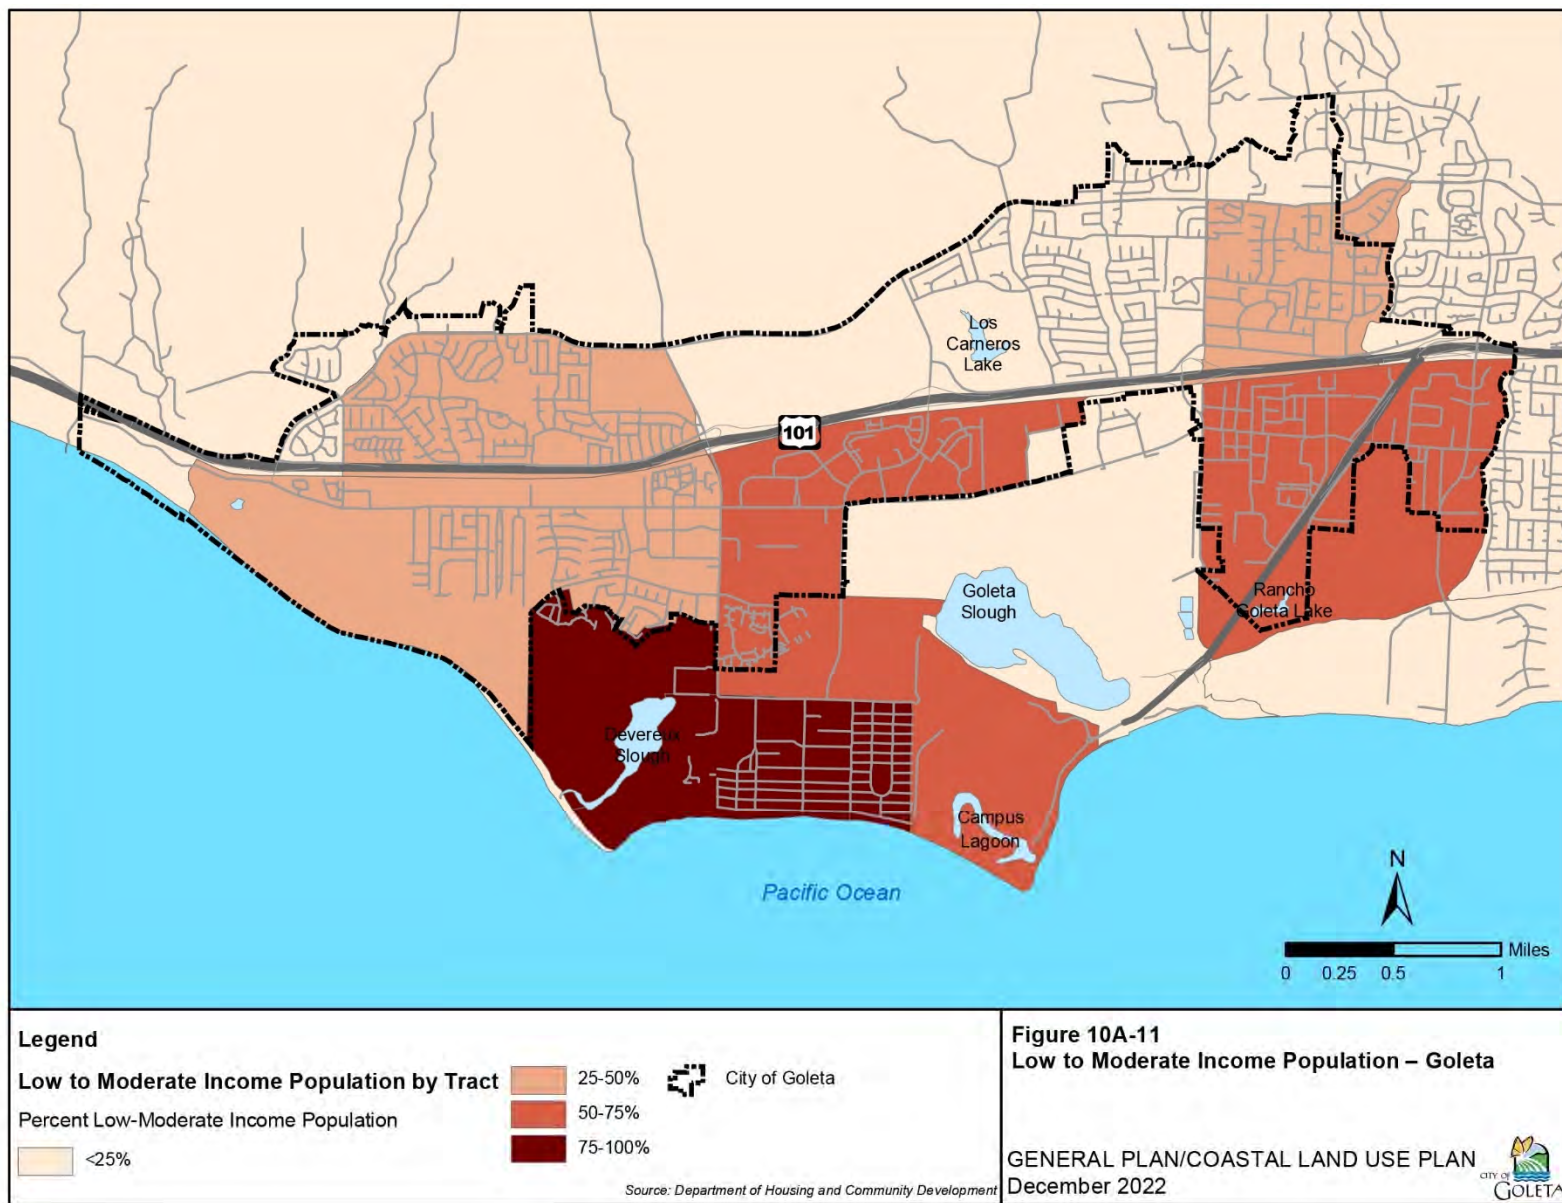 Los
Carneros
Lake
101
Goleta
Slough
Rancho
Goleta Lake
Devereux
Slough
Campus
Lagoon
Pacific Ocean
N
Miles
0 0.25 0.5 1
Legend
Low to Moderate Income Population by Tract
Percent Low-Moderate Income Population
<25%
25-50%
50-75%
75-100%
City of Goleta
Source: Department of Housing and Community Development
Figure 10A-11
Low to Moderate Income Population – Goleta
GENERAL PLAN/COASTAL LAND USE PLAN
December 2022
CITY OF
GOLETA